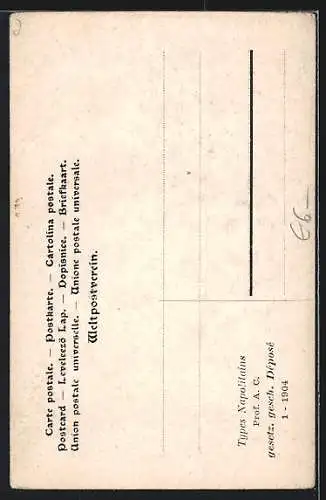 Carte postale. — Postkarte. — Cartolina postale.
Postcard — Levelező Lap. — Dopisnice. — Briefkaart.
Union postale universelle. — Unione postale universale.
Weltpostverein.
Types Napolitains
Prof. A. C.
gesetz. gesch. Déposé
1 - 1904
€6-